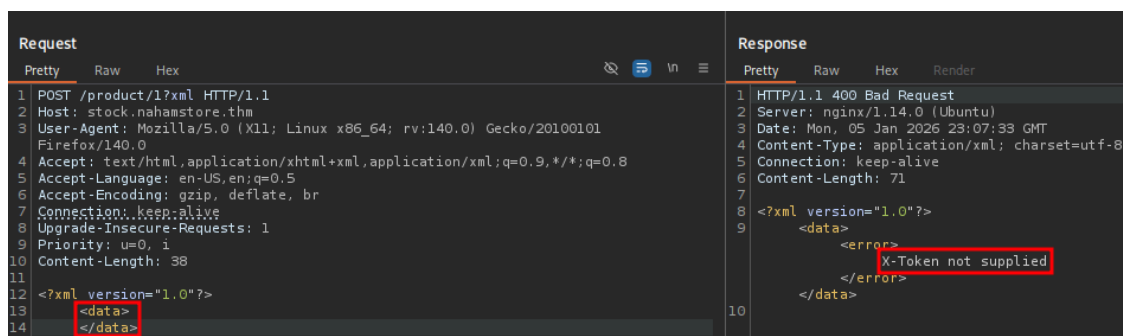 Request
Pretty Raw Hex \n
1 POST /product/1?xml HTTP/1.1
2 Host: stock.nahamstore.thm
3 User-Agent: Mozilla/5.0 (X11; Linux x86_64; rv:140.0) Gecko/20100101
Firefox/140.0
4 Accept: text/html,application/xhtml+xml,application/xml;q=0.9,*/*;q=0.8
5 Accept-Language: en-US,en;q=0.5
6 Accept-Encoding: gzip, deflate, br
7 Connection: keep-alive
8 Upgrade-Insecure-Requests: 1
9 Priority: u=0, i
10 Content-Length: 38
11
12 <?xml version="1.0"?>
13 <data>
14 </data>
Response
Pretty Raw Hex Render
1 HTTP/1.1 400 Bad Request
2 Server: nginx/1.14.0 (Ubuntu)
3 Date: Mon, 05 Jan 2026 23:07:33 GMT
4 Content-Type: application/xml; charset=utf-8
5 Connection: keep-alive
6 Content-Length: 71
7
8 <?xml version="1.0"?>
9 <data>
<error>
X-Token not supplied
</error>
</data>
10